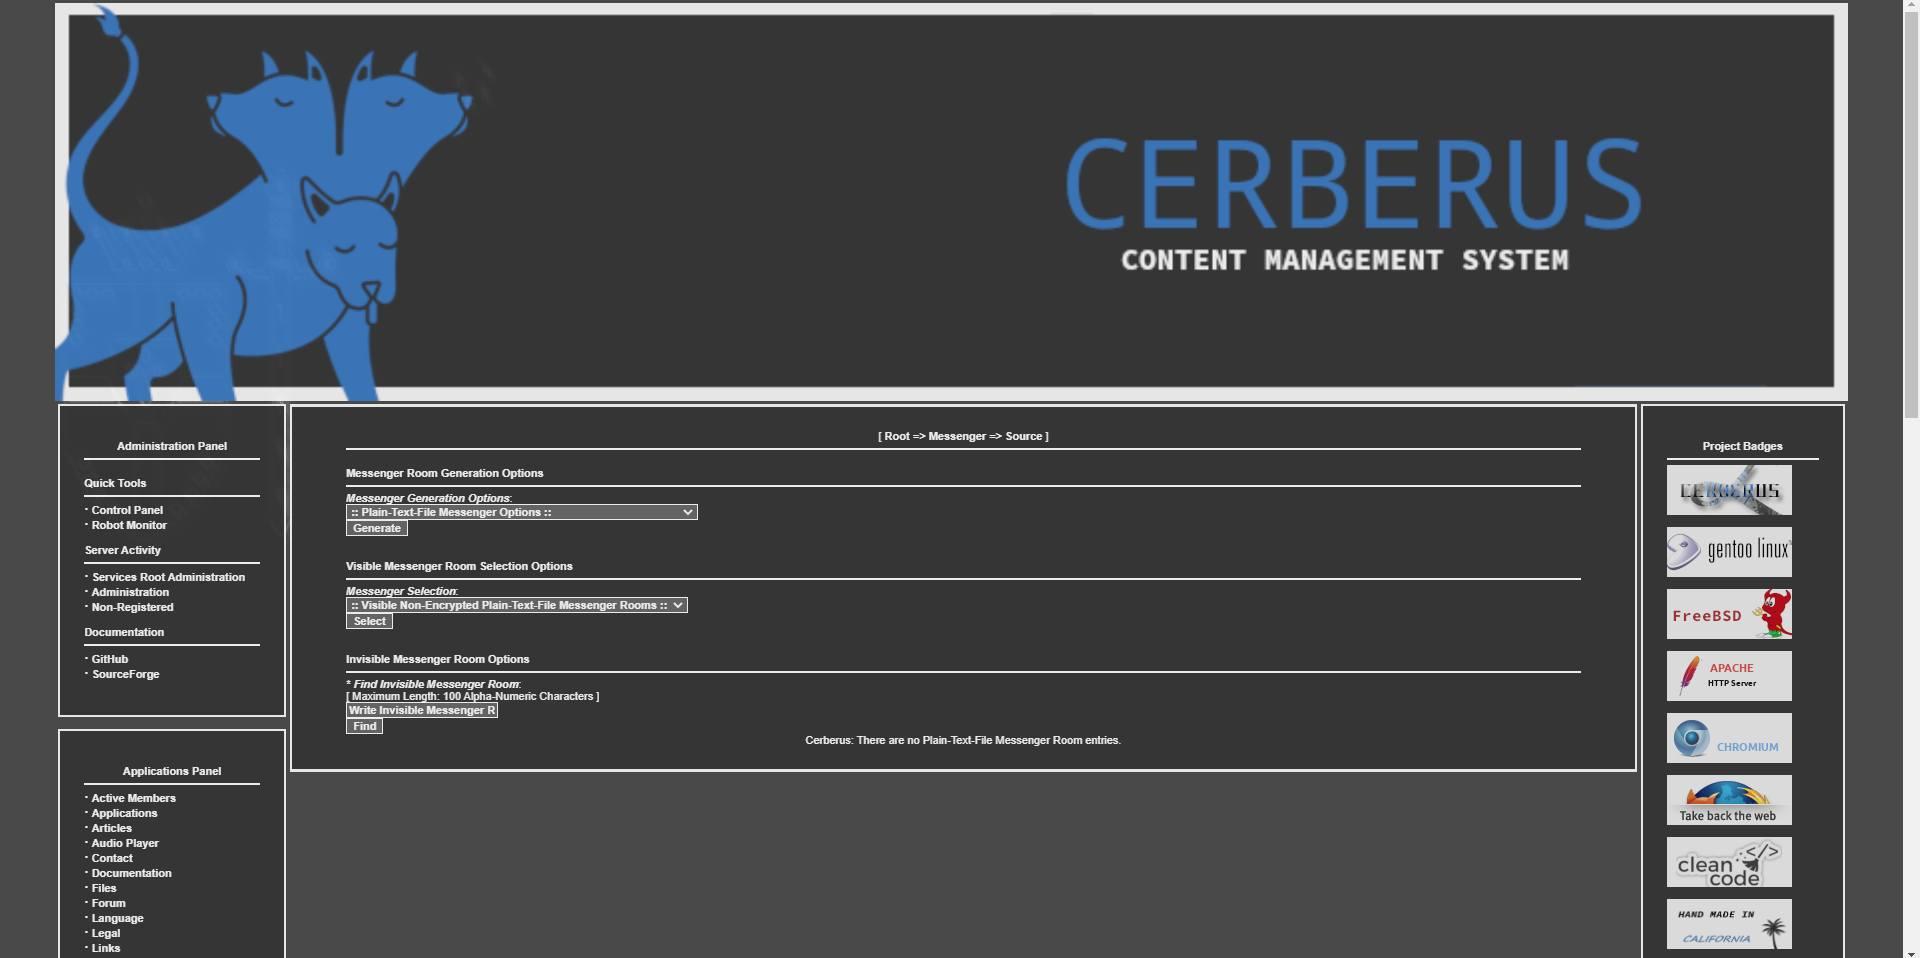 CERBERUS
CONTENT MANAGEMENT SYSTEM
Administration Panel
Quick Tools
· Control Panel
· Robot Monitor
Server Activity
· Services Root Administration
· Administration
· Non-Registered
Documentation
· GitHub
· SourceForge
Applications Panel
· Active Members
· Applications
· Articles
· Audio Player
· Contact
· Documentation
· Files
· Forum
· Language
· Legal
· Links
[ Root => Messenger => Source ]
Messenger Room Generation Options
Messenger Generation Options:
:: Plain-Text-File Messenger Options ::
Generate
Visible Messenger Room Selection Options
Messenger Selection:
:: Visible Non-Encrypted Plain-Text-File Messenger Rooms ::
Select
Invisible Messenger Room Options
* Find Invisible Messenger Room:
[ Maximum Length: 100 Alpha-Numeric Characters ]
Write Invisible Messenger R
Find
Cerberus: There are no Plain-Text-File Messenger Room entries.
Project Badges
CERBERUS
gentoo linux
FreeBSD
APACHE
HTTP Server
CHROMIUM
Take back the web
clean </>
code
HAND MADE IN
CALIFORNIA